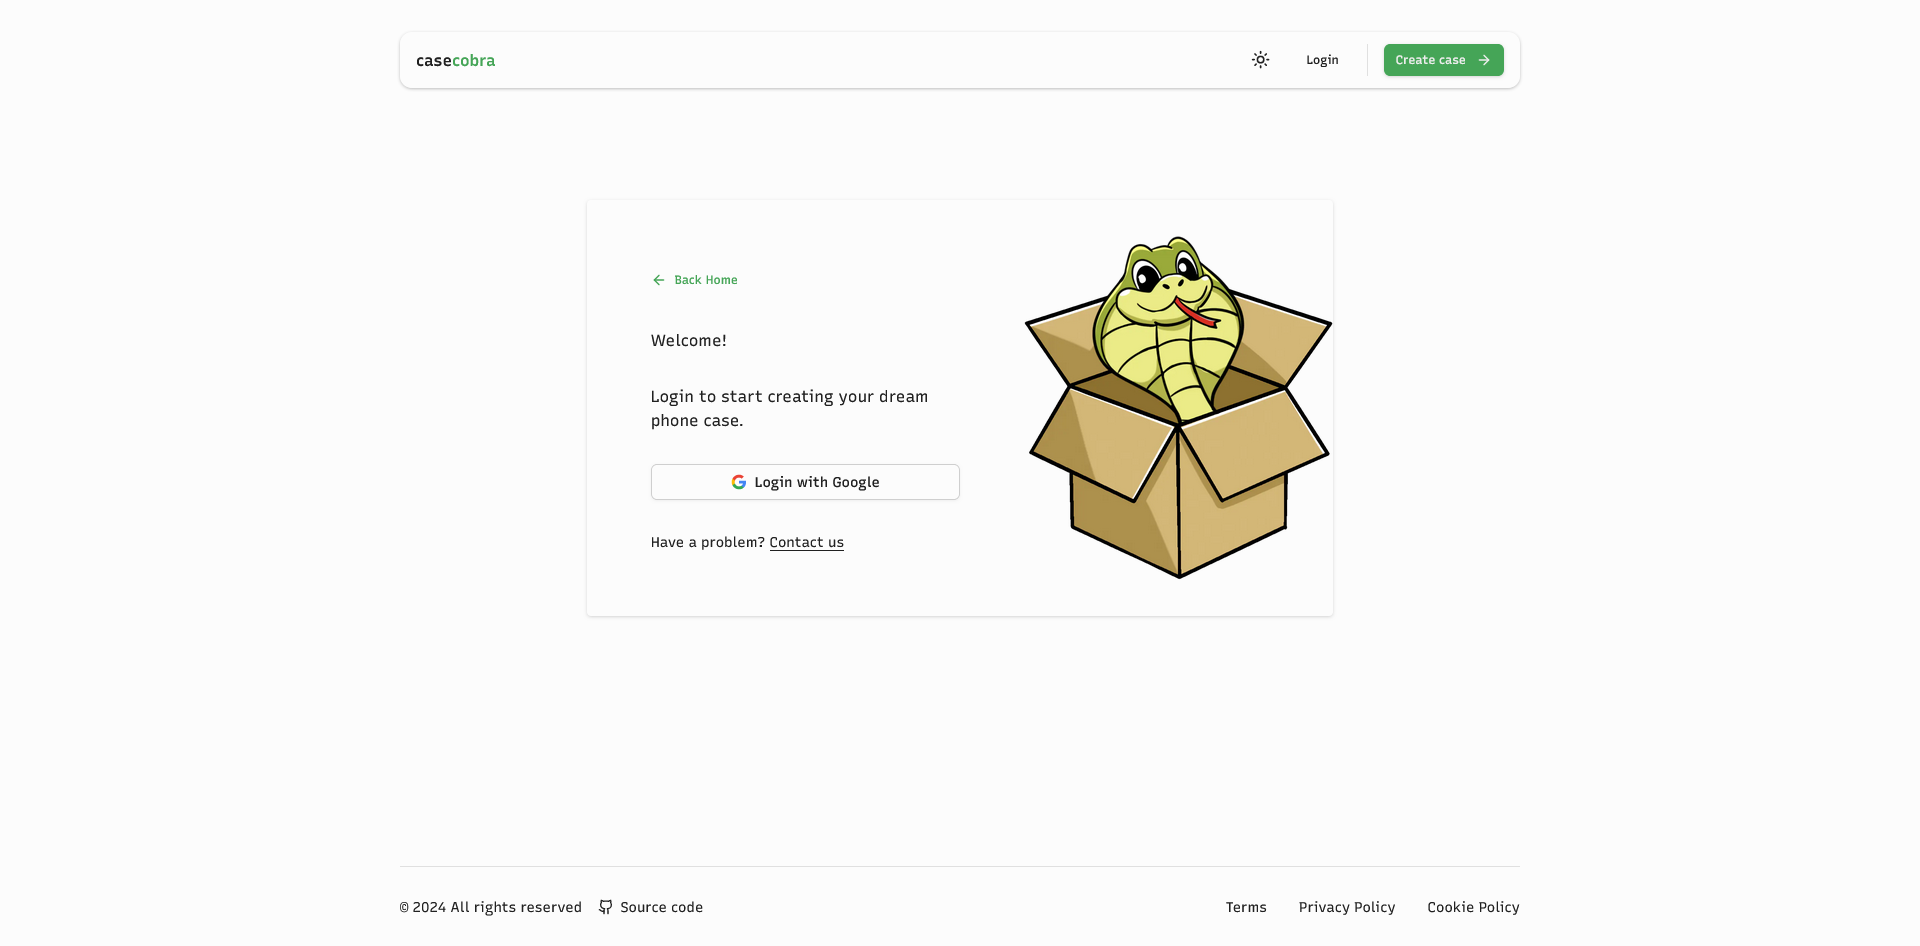 casecobra
Login
Create case
Back Home
Welcome!
Login to start creating your dream
phone case.
Login with Google
Have a problem? Contact us
© 2024 All rights reserved
Source code
Terms
Privacy Policy
Cookie Policy